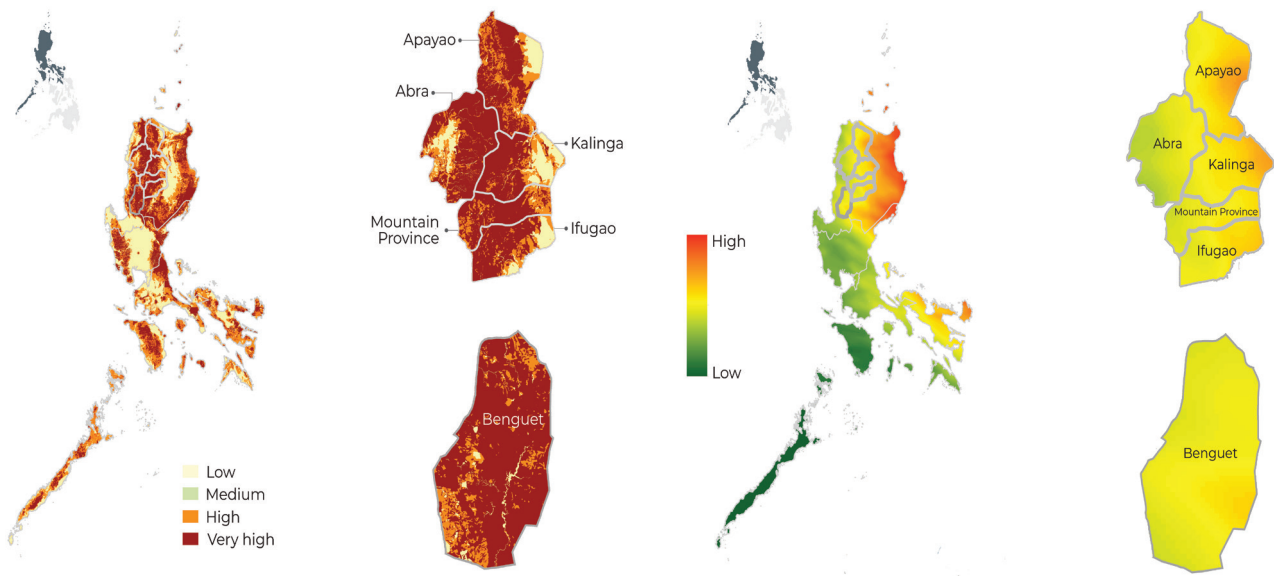 Apayao
Abra
Kalinga
Mountain
Province
Ifugao
Benguet
Low
Medium
High
Very high
High
Low
Apayao
Abra
Kalinga
Mountain Province
Ifugao
Benguet